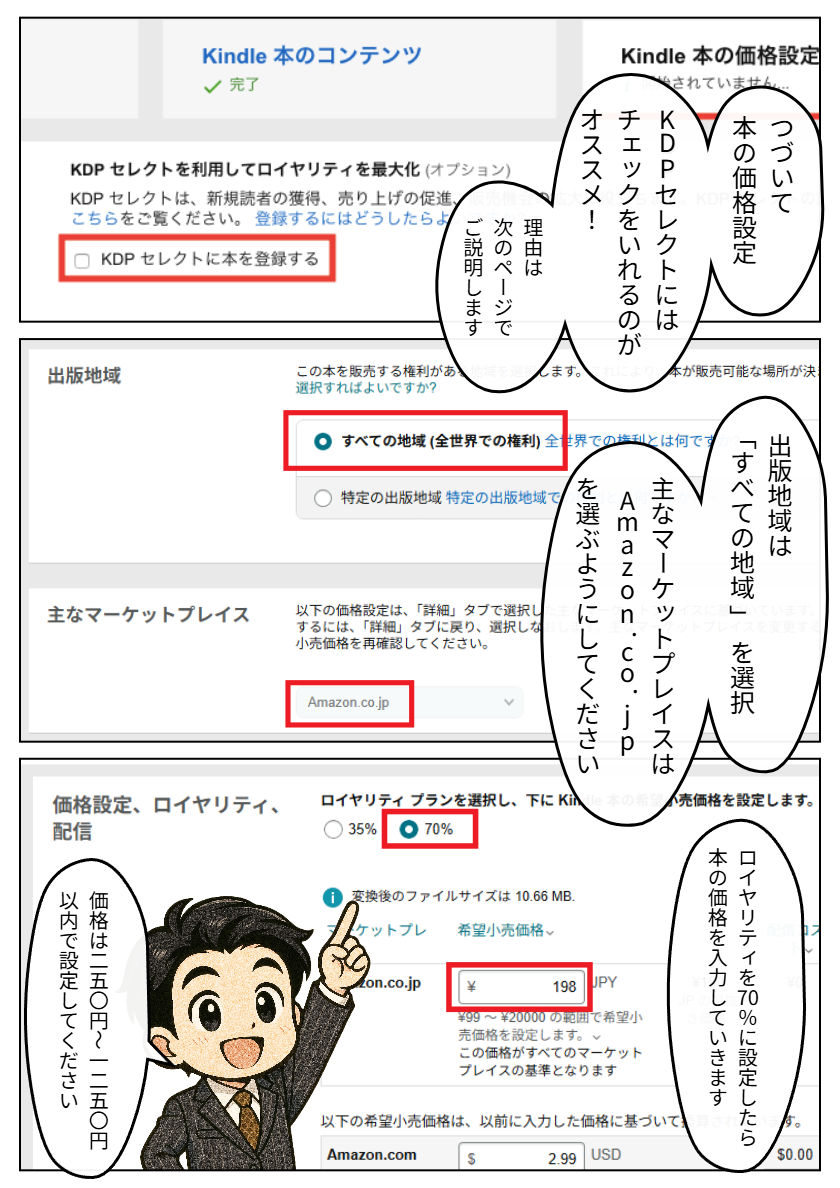 Kindle 本のコンテンツ
完了
Kindle 本の価格設定
されていません...
つづいて
本の価格設定
KDPセレクトには
チェックをいれるのが
オススメ！
理由は
次のページで
ご説明します
KDP セレクトを利用してロイヤリティを最大化 (オプション)
KDP セレクトは、新規読者の獲得、売り上げの促進、
こちらをご覧ください。 登録するにはどうしたらよ
KDP セレクトに本を登録する
出版地域
この本を販売する権利があ
します。
本が販売可能な場所が決
選択すればよいですか?
すべての地域 (全世界での権利) 全世界での権利とは何です
特定の出版地域 特定の出版地域で
出版地域は
「すべての地域」を選択
主なマーケットプレイスは
Amazon.co.jp
を選ぶようにしてください
主なマーケットプレイス
以下の価格設定は、「詳細」タブで選択し
するには、「詳細」タブに戻り、選択しな
小売価格を再確認してください。
Amazon.co.jp
価格設定、ロイヤリティ、
配信
ロイヤリティ プランを選択し、下に Kindle 本の希望小売価格を設定します。
35%
70%
変換後のファイルサイズは 10.66 MB.
マーケットプレ
希望小売価格
ロイヤリティを70%に設定したら
本の価格を入力していきます
zon.co.jp
¥ 198 JPY
¥99 ～ ¥20000 の範囲で希望小
売価格を設定します。
この価格がすべてのマーケット
プレイスの基準となります
価格は二五〇円～一二五〇円
以内で設定してください
以下の希望小売価格は、以前に入力した価格に基づいて
す。
Amazon.com
$ 2.99 USD
$0.00